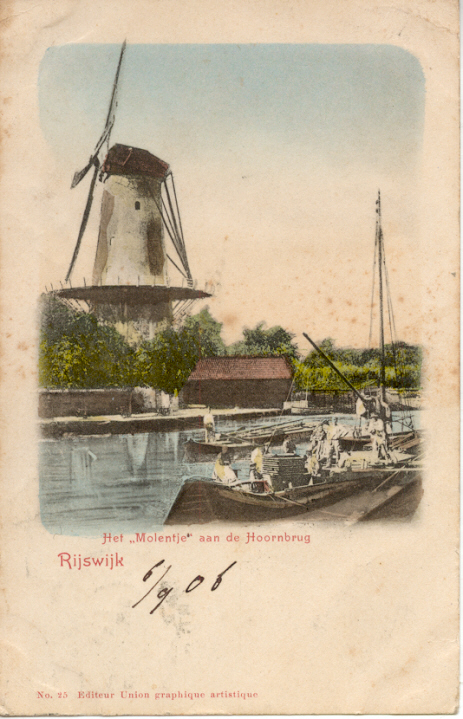 Het „Molentje" aan de Hoornbrug
Rijswijk
6/9 06
No. 25 Editeur Union graphique artistique